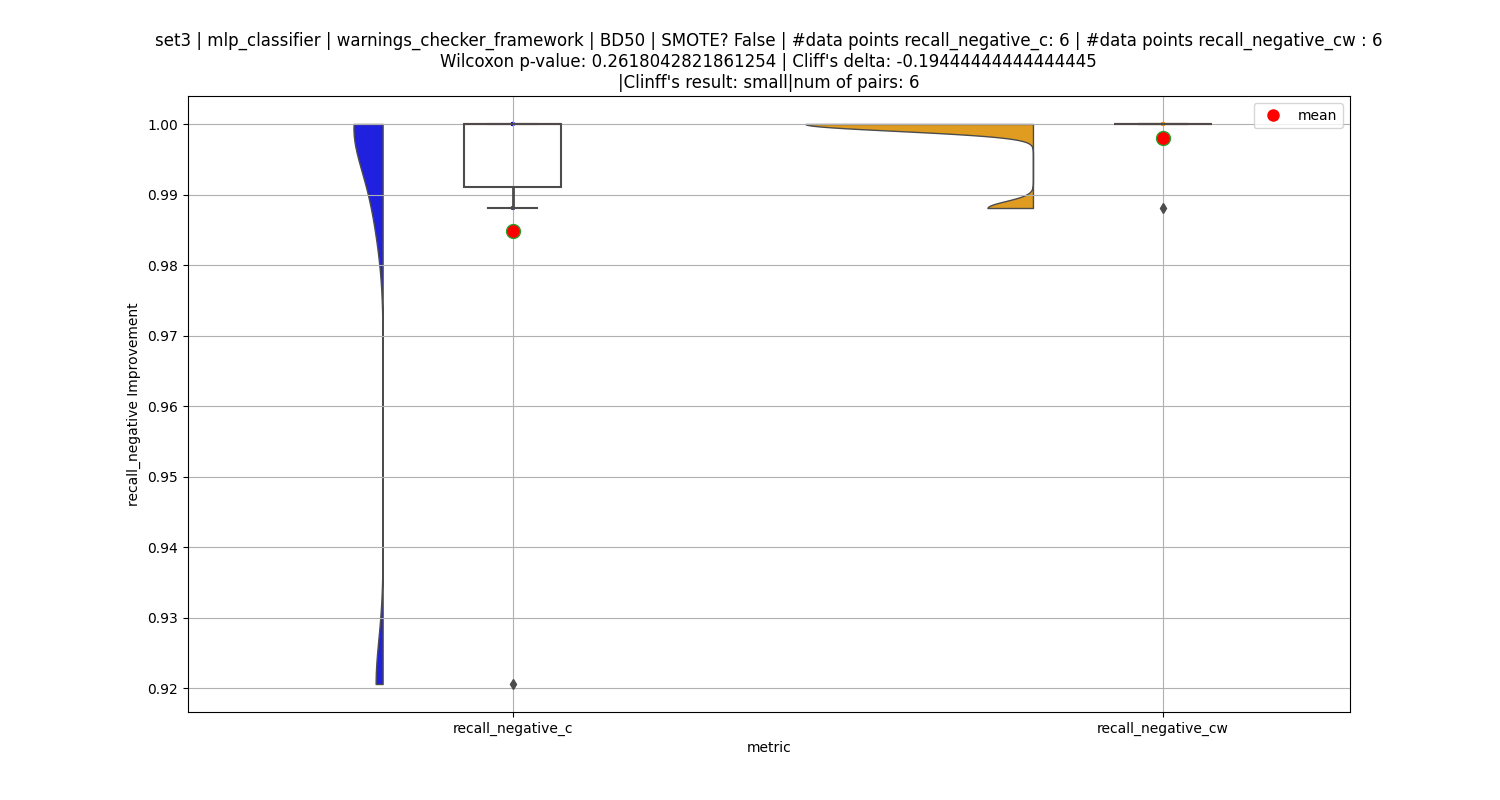 set3 | mlp_classifier | warnings_checker_framework | BD50 | SMOTE? False | #data points recall_negative_c: 6 | #data points recall_negative_cw : 6
Wilcoxon p-value: 0.2618042821861254 | Cliff's delta: -0.19444444444444445
|Clinff's result: small|num of pairs: 6
mean
1.00
0.99
0.98
0.97
0.96
0.95
0.94
0.93
0.92
recall_negative Improvement
recall_negative_c
recall_negative_cw
metric